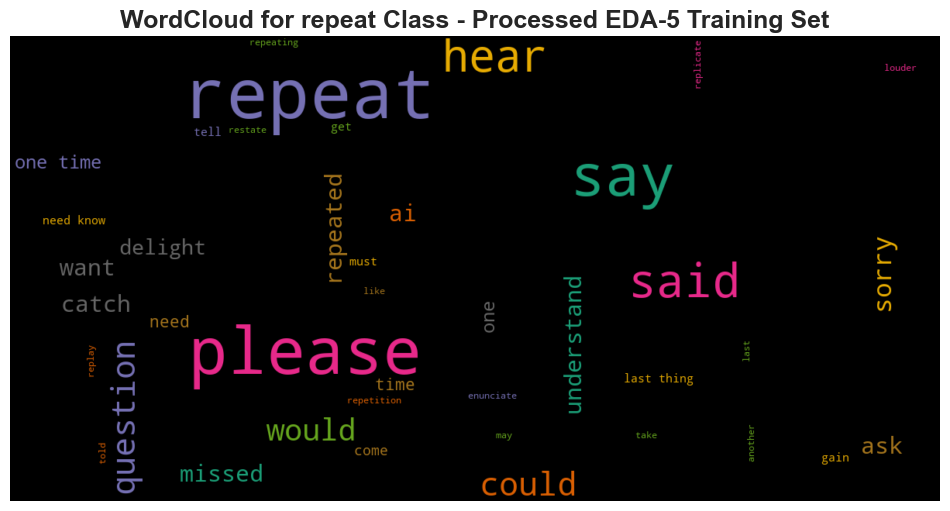 WordCloud for repeat Class - Processed EDA-5 Training Set
repeating
hear
replicate
louder
repeat
tell
restate
get
one time
say
repeated
ai
need know
delight
want
must
said
sorry
like
catch
one
understand
need
please
replay
question
last
last thing
time
repetition
enunciate
would
may
take
another
ask
told
come
gain
missed
could